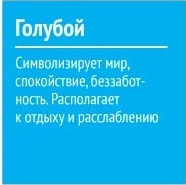 Голубой
Символизирует мир,
спокойствие, беззабот-
ность. Располагает
к отдыху и расслаблению